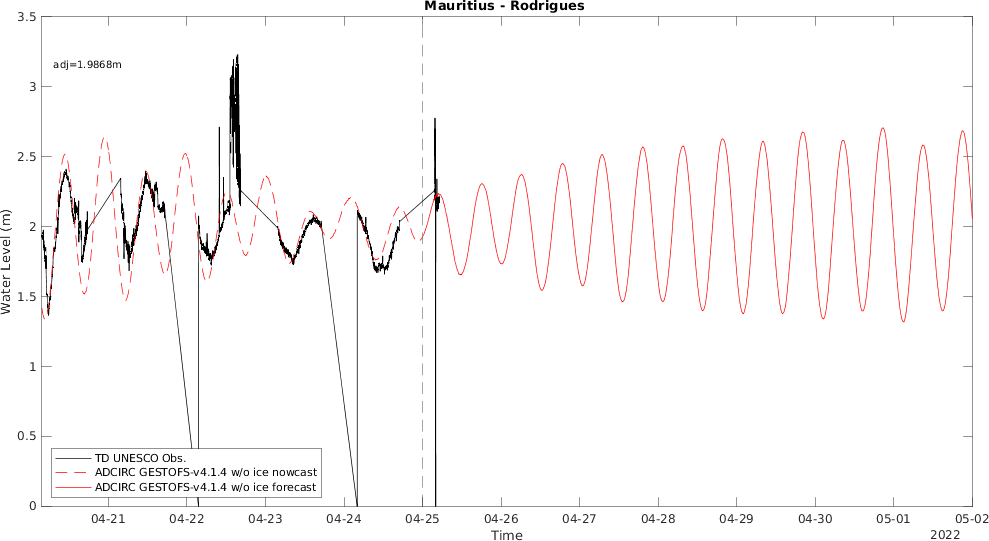 Mauritius - Rodrigues
adj=1.9868m
Water Level (m)
3.5
3
2.5
2
1.5
1
0.5
0
TD UNESCO Obs.
ADCIRC GESTOFS-v4.1.4 w/o ice nowcast
ADCIRC GESTOFS-v4.1.4 w/o ice forecast
04-21 04-22 04-23 04-24 04-25 04-26 04-27 04-28 04-29 04-30 05-01 05-02
Time
2022